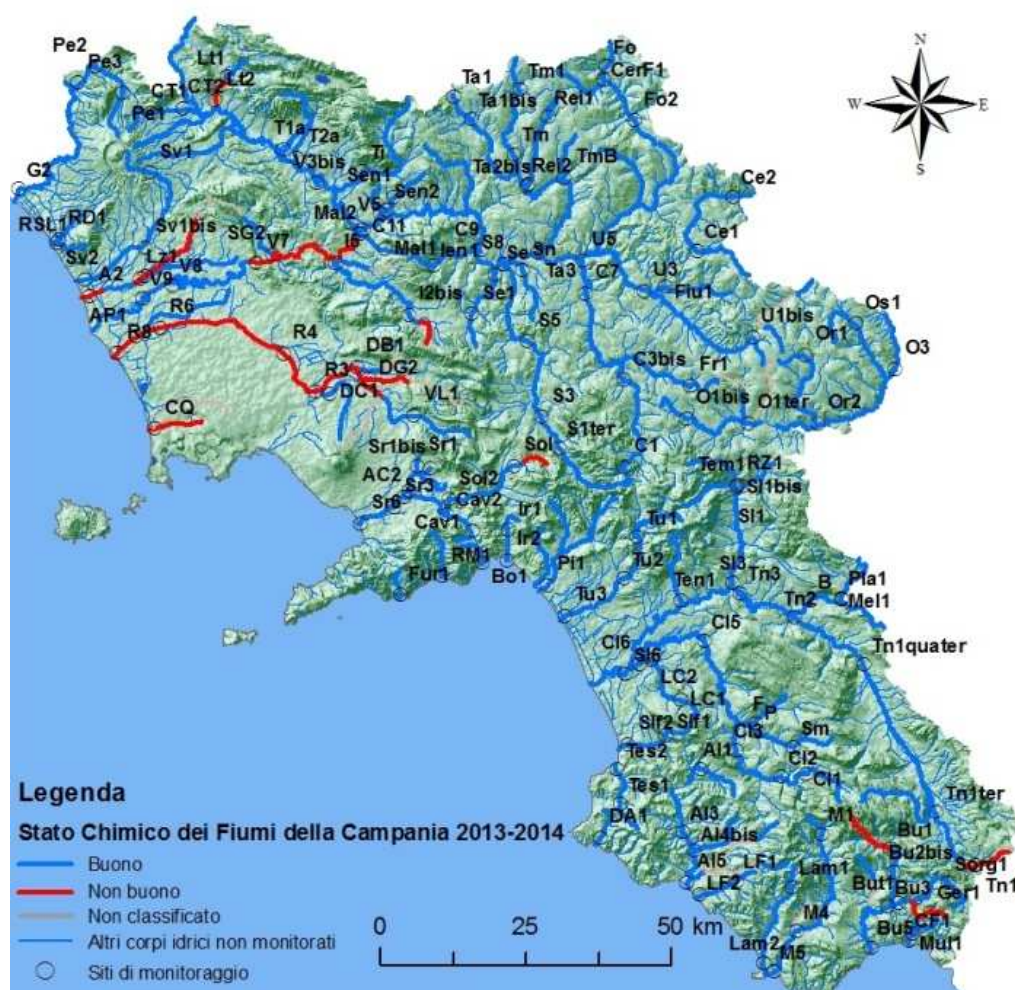 Pe2
Pe3
Lt1
Lt2
CT1
CT2
Pe1
Sv1
T1a
T2a
V3bis
Ti
Sen1
Sen2
V5
G2
RSL1
RD1
Sv2
Sv1bis
SG2
V7
Mal2
C11
I5
Mal1
Ien1
C9
S8
Se
Se1
Lz1
V8
V9
A2
AP1
R6
R8
R4
I2bis
DB1
R3
DG2
DC1
VL1
CQ
Ta1
Ta1bis
Tm1
Rei1
Fo
CerF1
Fo2
Tm
TmB
Ta2bis
Rei2
Ce2
Ce1
Sn
U5
Ta3
C7
U3
Fiu1
S5
U1bis
Os1
Or1
O3
C3bis
Fr1
O1bis
O1ter
Or2
S3
S1ter
C1
Sol
Sr1bis
Sr1
AC2
Sr3
Sol2
Sr6
Cav2
Cav1
Ir1
Ir2
RM1
Bo1
Pi1
Fur1
Tem1
RZ1
Sl1bis
Sl1
Tu1
Tu2
Tu3
Sl3
Tn3
Ten1
B
Pla1
Mel1
Tn2
Tn1quater
Cl5
Cl6
Sl6
LC2
LC1
FP
Slf2
Slf1
Cl3
Sm
Cl2
Cl1
Tes2
Al1
Tes1
DA1
Al3
Al4bis
Al5
LF1
LF2
M1
Lam1
Tn1ter
Bu1
Bu2bis
Sorg1
Tn1
But1
Bu3
Ger1
CF1
Bu5
Mul1
M4
M5
Lam2
N
W
E
S
Legenda
Stato Chimico dei Fiumi della Campania 2013-2014
Buono
Non buono
Non classificato
Altri corpi idrici non monitorati
Siti di monitoraggio
0 25 50 km